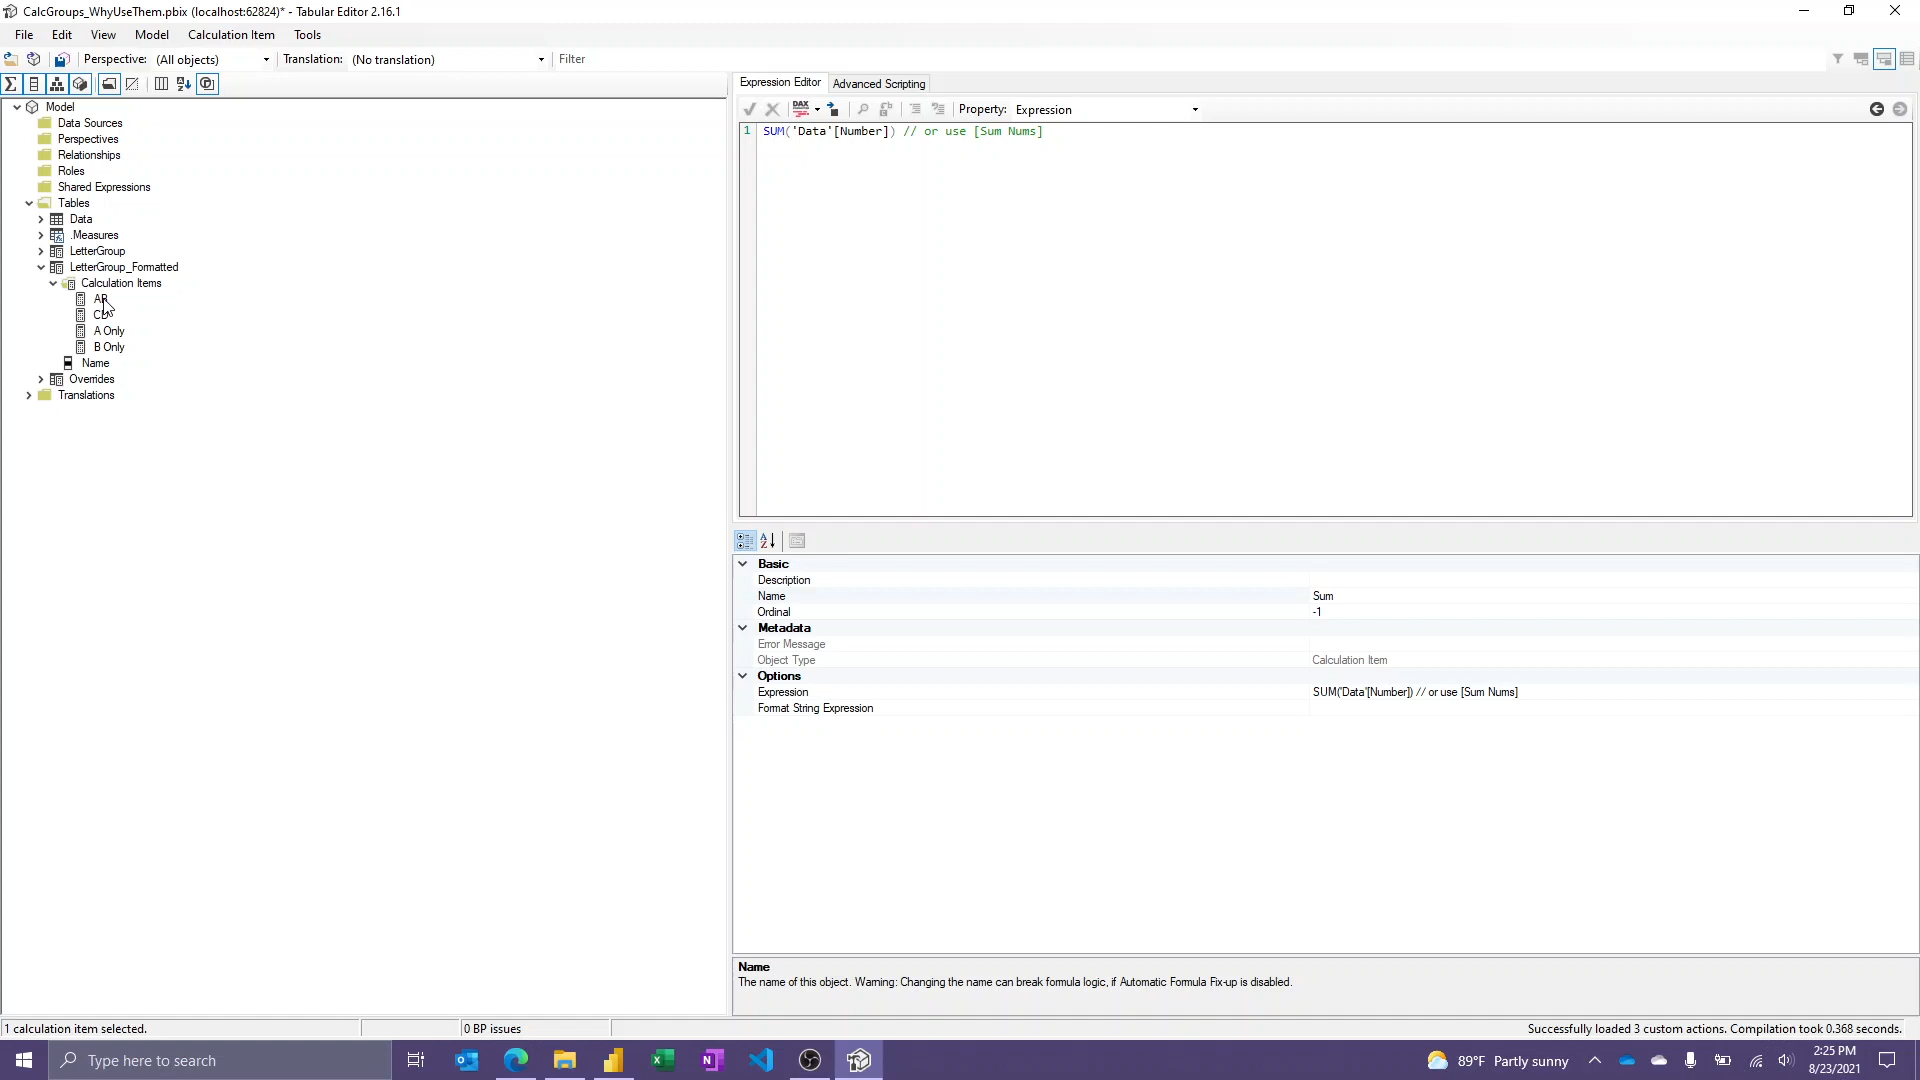 CalcGroups_WhyUseThem.pbix (localhost:62824)* - Tabular Editor 2.16.1
File Edit View Model Calculation Item Tools
Perspective: (All objects) Translation: (No translation) Filter
Expression Editor Advanced Scripting
DAX Property: Expression
1 SUM('Data'[Number]) // or use [Sum Nums]
Model
Data Sources
Perspectives
Relationships
Roles
Shared Expressions
Tables
Data
.Measures
LetterGroup
LetterGroup_Formatted
Calculation Items
AB
CD
A Only
B Only
Name
Overrides
Translations
Basic
Description
Name Sum
Ordinal -1
Metadata
Error Message
Object Type Calculation Item
Options
Expression SUM('Data'[Number]) // or use [Sum Nums]
Format String Expression
Name
The name of this object. Warning: Changing the name can break formula logic, if Automatic Formula Fix-up is disabled.
1 calculation item selected. 0 BP issues Successfully loaded 3 custom actions. Compilation took 0.368 seconds.
Type here to search 89°F Partly sunny 2:25 PM
8/23/2021